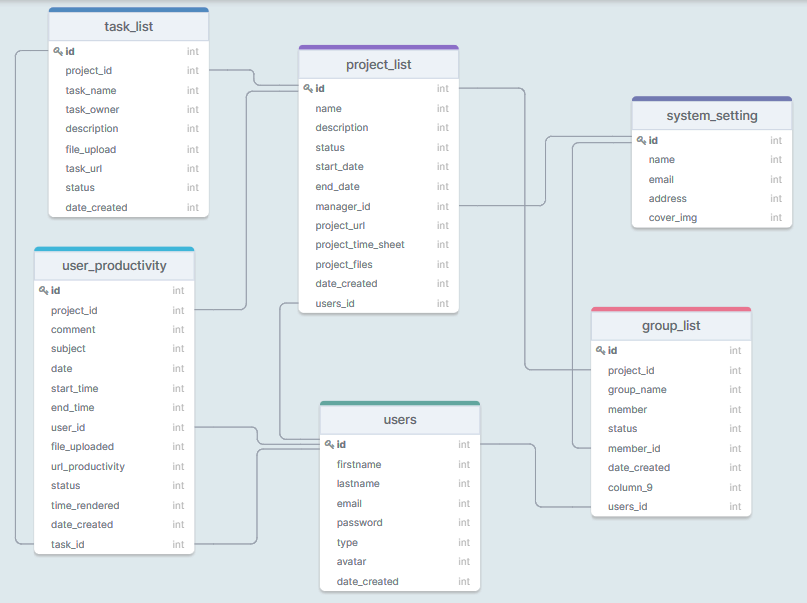 task_list
id int
project_id int
task_name int
task_owner int
description int
file_upload int
task_url int
status int
date_created int
project_list
id int
name int
description int
status int
start_date int
end_date int
manager_id int
project_url int
project_time_sheet int
project_files int
date_created int
users_id int
system_setting
id int
name int
email int
address int
cover_img int
user_productivity
id int
project_id int
comment int
subject int
date int
start_time int
end_time int
user_id int
file_uploaded int
url_productivity int
status int
time_rendered int
date_created int
task_id int
group_list
id int
project_id int
group_name int
member int
status int
member_id int
date_created int
column_9 int
users_id int
users
id int
firstname int
lastname int
email int
password int
type int
avatar int
date_created int